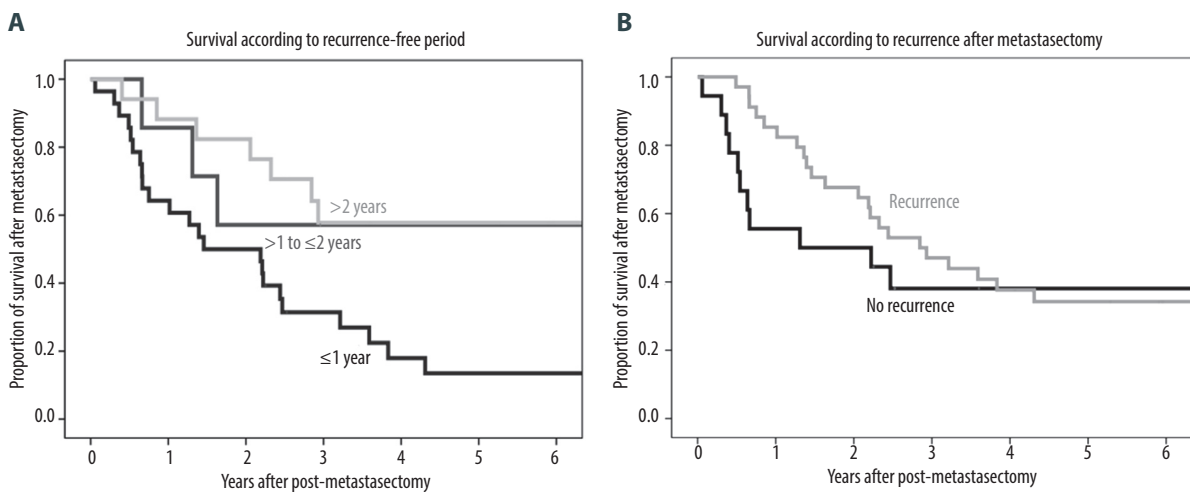 A
Survival according to recurrence-free period
Proportion of survival after metastasectomy
1.0
0.8
0.6
0.4
0.2
0.0
>2 years
>1 to ≤2 years
≤1 year
0 1 2 3 4 5 6
Years after post-metastasectomy
B
Survival according to recurrence after metastasectomy
Proportion of survival after metastasectomy
1.0
0.8
0.6
0.4
0.2
0.0
Recurrence
No recurrence
0 1 2 3 4 5 6
Years after post-metastasectomy